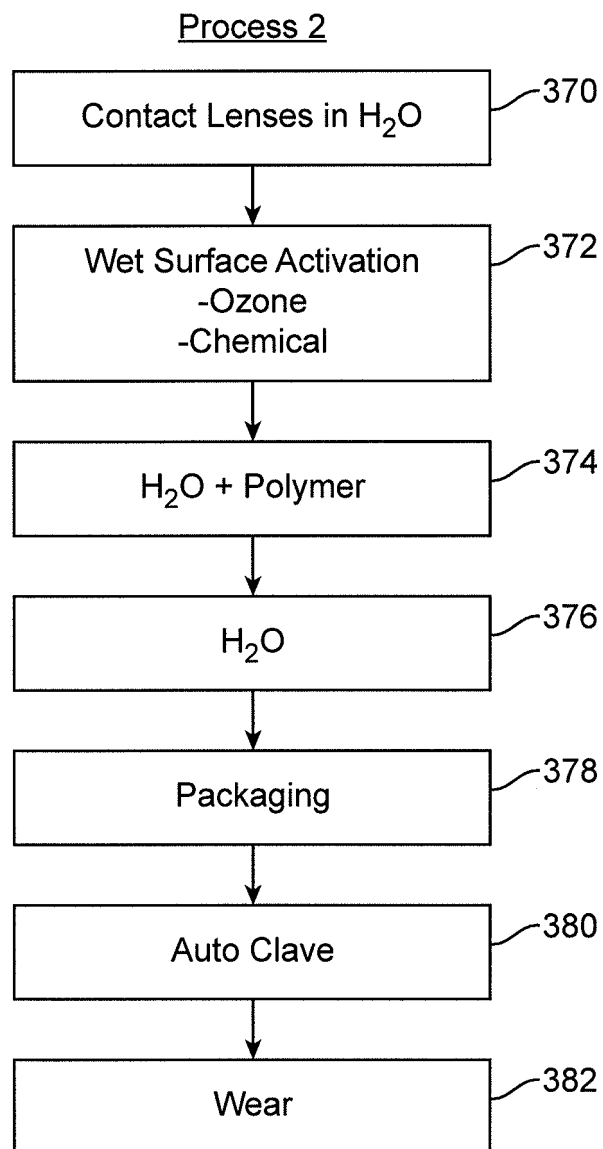 Process 2
Contact Lenses in H₂O
370
Wet Surface Activation
-Ozone
-Chemical
372
H₂O + Polymer
374
H₂O
376
Packaging
378
Auto Clave
380
Wear
382